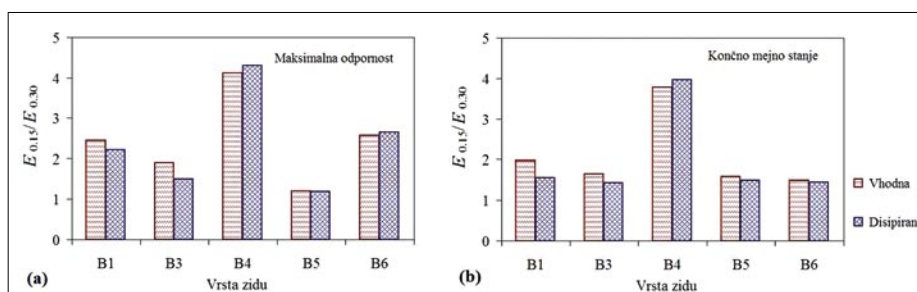 Maksimalna odpornost
E 0.15/E 0.30
5
4
3
2
1
0
B1 B3 B4 B5 B6
Vrsta zidu
(a)
Končno mejno stanje
E 0.15/E 0.30
5
4
3
2
1
0
B1 B3 B4 B5 B6
Vrsta zidu
(b)
Vhodna
Disipiran